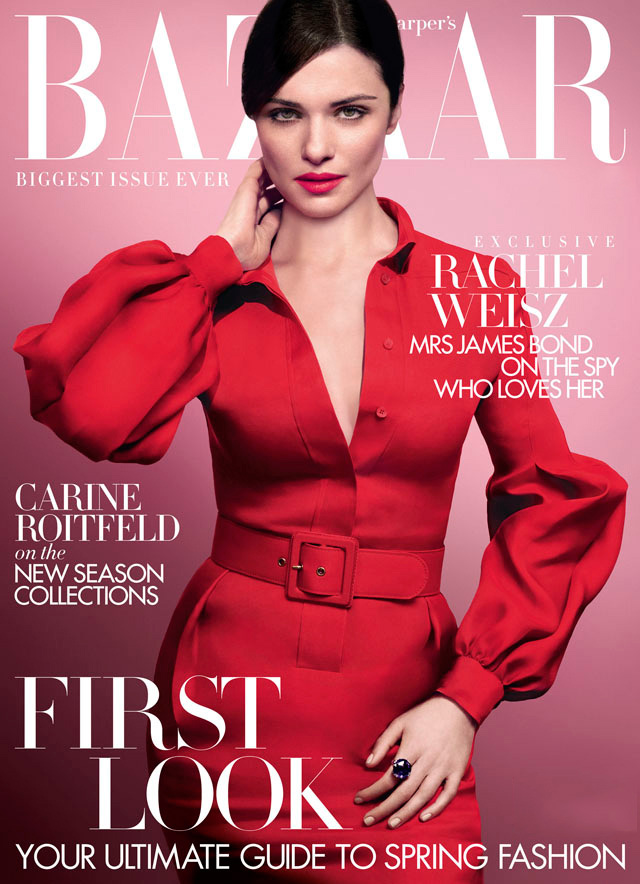 arper's
BAZAAR
BIGGEST ISSUE EVER
EXCLUSIVE
RACHEL
WEISZ
MRS JAMES BOND
ON THE SPY
WHO LOVES HER
CARINE
ROITFELD
on the
NEW SEASON
COLLECTIONS
FIRST
LOOK
YOUR ULTIMATE GUIDE TO SPRING FASHION